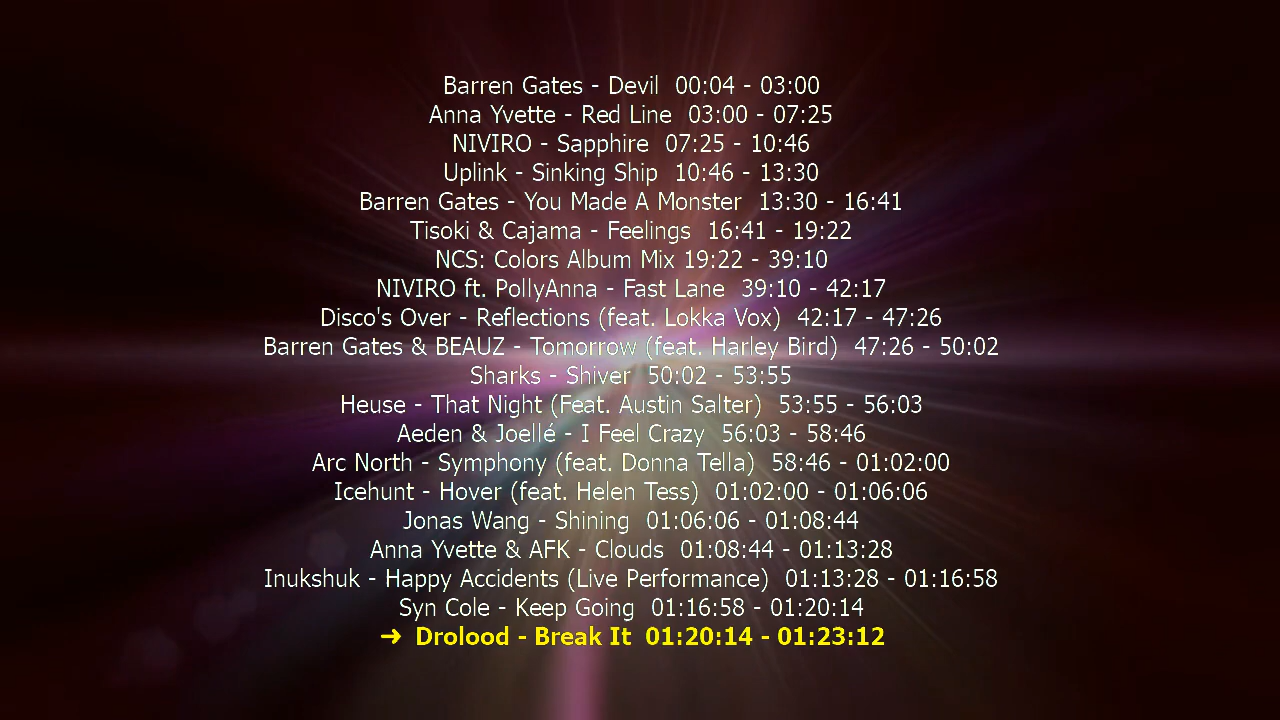 Barren Gates - Devil  00:04 - 03:00
Anna Yvette - Red Line  03:00 - 07:25
NIVIRO - Sapphire  07:25 - 10:46
Uplink - Sinking Ship  10:46 - 13:30
Barren Gates - You Made A Monster  13:30 - 16:41
Tisoki & Cajama - Feelings  16:41 - 19:22
NCS: Colors Album Mix 19:22 - 39:10
NIVIRO ft. PollyAnna - Fast Lane  39:10 - 42:17
Disco's Over - Reflections (feat. Lokka Vox)  42:17 - 47:26
Barren Gates & BEAUZ - Tomorrow (feat. Harley Bird)  47:26 - 50:02
Sharks - Shiver  50:02 - 53:55
Heuse - That Night (Feat. Austin Salter)  53:55 - 56:03
Aeden & Joellé - I Feel Crazy  56:03 - 58:46
Arc North - Symphony (feat. Donna Tella)  58:46 - 01:02:00
Icehunt - Hover (feat. Helen Tess)  01:02:00 - 01:06:06
Jonas Wang - Shining  01:06:06 - 01:08:44
Anna Yvette & AFK - Clouds  01:08:44 - 01:13:28
Inukshuk - Happy Accidents (Live Performance)  01:13:28 - 01:16:58
Syn Cole - Keep Going  01:16:58 - 01:20:14
➜ Drolood - Break It  01:20:14 - 01:23:12